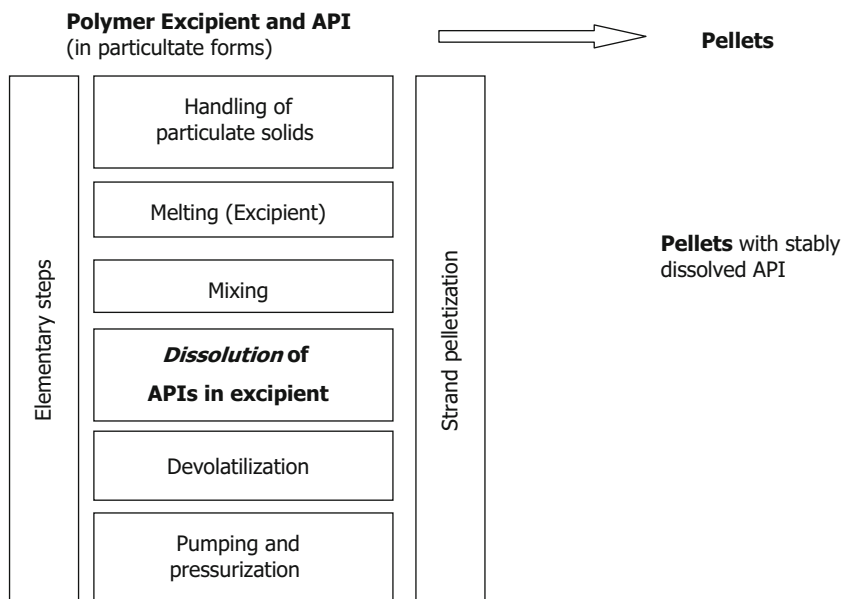 Polymer Excipient and API
(in particultate forms)
Pellets
Elementary steps
Handling of
particulate solids
Melting (Excipient)
Mixing
Dissolution of
APIs in excipient
Devolatilization
Pumping and
pressurization
Strand pelletization
Pellets with stably
dissolved API